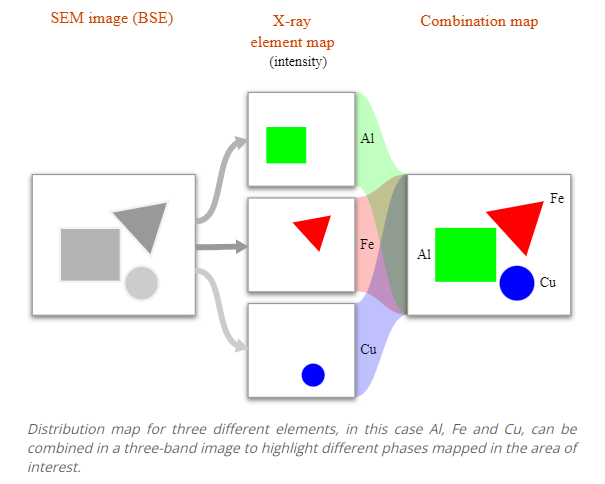 SEM image (BSE)
X-ray
element map
(intensity)
Combination map
Al
Fe
Cu
Fe
Al
Cu
Distribution map for three different elements, in this case Al, Fe and Cu, can be
combined in a three-band image to highlight different phases mapped in the area of
interest.